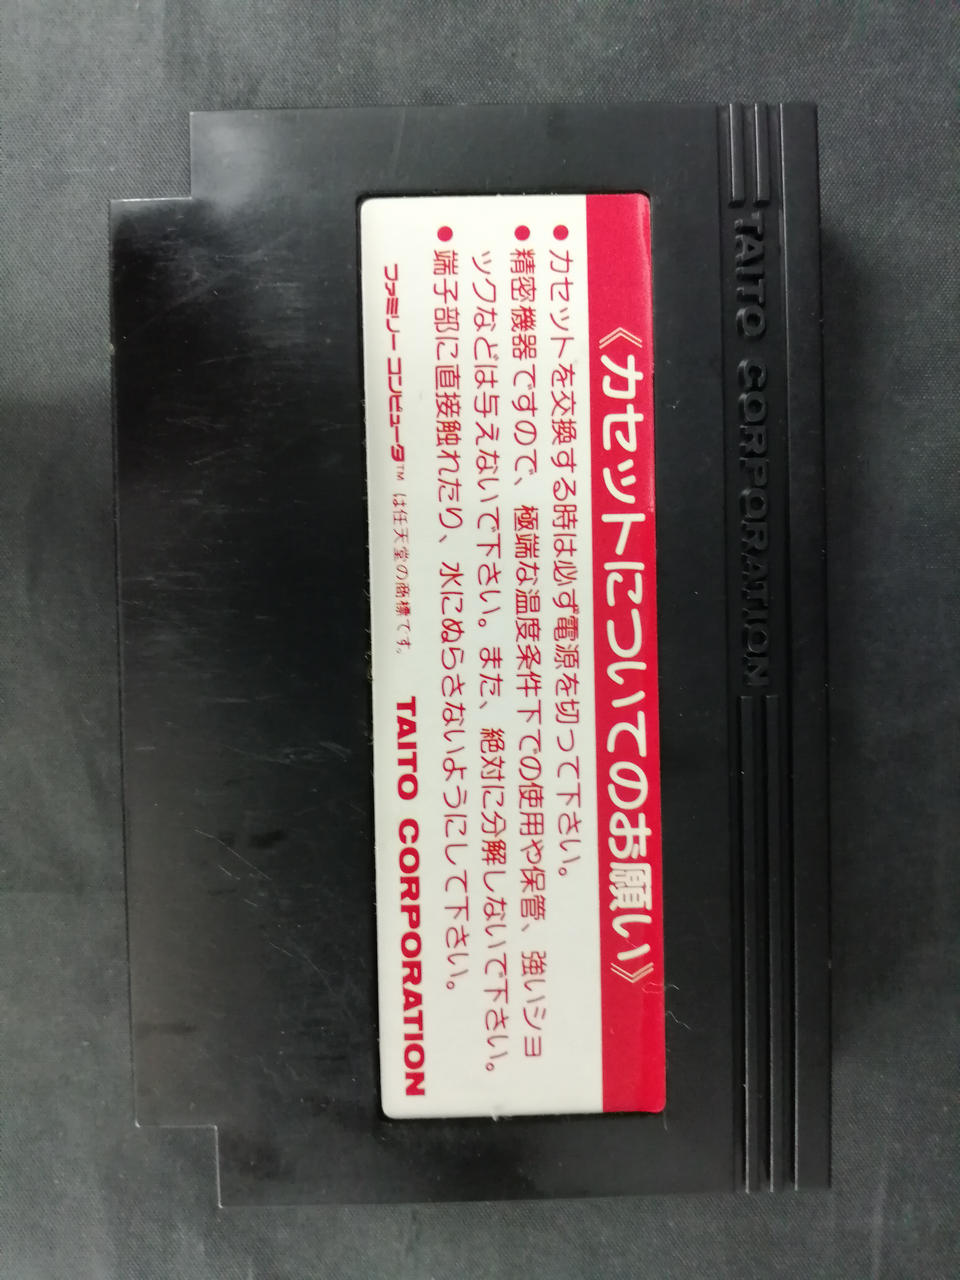 TAITO CORPORATION
《カセットについてのお願い》
●カセットを交換する時は必ず電源を切って下さい。
●精密機器ですので、極端な温度条件下での使用や保管、強いショ
ックなどは与えないで下さい。また、絶対に分解しないで下さい。
●端子部に直接触れたり、水にぬらさないようにして下さい。
ファミリーコンピュータ™ は任天堂の商標です。 TAITO CORPORATION